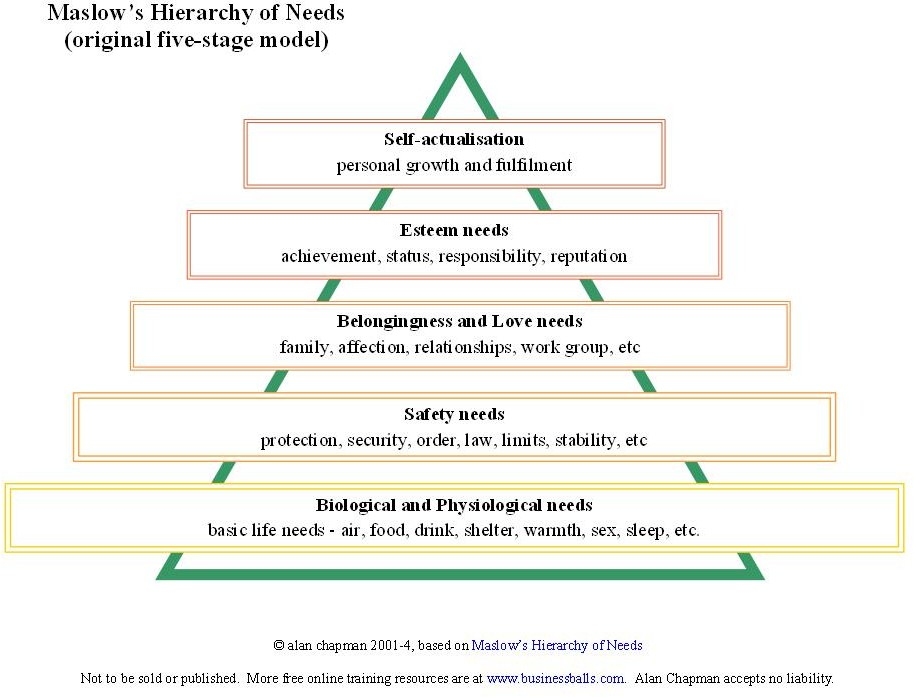 Maslow's Hierarchy of Needs
(original five-stage model)
Self-actualisation
personal growth and fulfilment
Esteem needs
achievement, status, responsibility, reputation
Belongingness and Love needs
family, affection, relationships, work group, etc
Safety needs
protection, security, order, law, limits, stability, etc
Biological and Physiological needs
basic life needs - air, food, drink, shelter, warmth, sex, sleep, etc.
© alan chapman 2001-4, based on Maslow's Hierarchy of Needs
Not to be sold or published. More free online training resources are at www.businessballs.com. Alan Chapman accepts no liability.